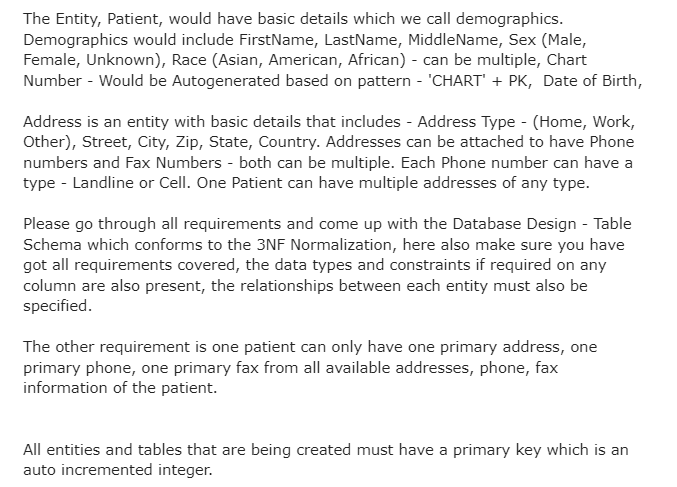 The Entity, Patient, would have basic details which we call demographics.
Demographics would include FirstName, LastName, MiddleName, Sex (Male,
Female, Unknown), Race (Asian, American, African) - can be multiple, Chart
Number - Would be Autogenerated based on pattern - 'CHART' + PK,  Date of Birth,
Address is an entity with basic details that includes - Address Type - (Home, Work,
Other), Street, City, Zip, State, Country. Addresses can be attached to have Phone
numbers and Fax Numbers - both can be multiple. Each Phone number can have a
type - Landline or Cell. One Patient can have multiple addresses of any type.
Please go through all requirements and come up with the Database Design - Table
Schema which conforms to the 3NF Normalization, here also make sure you have
got all requirements covered, the data types and constraints if required on any
column are also present, the relationships between each entity must also be
specified.
The other requirement is one patient can only have one primary address, one
primary phone, one primary fax from all available addresses, phone, fax
information of the patient.
All entities and tables that are being created must have a primary key which is an
auto incremented integer.